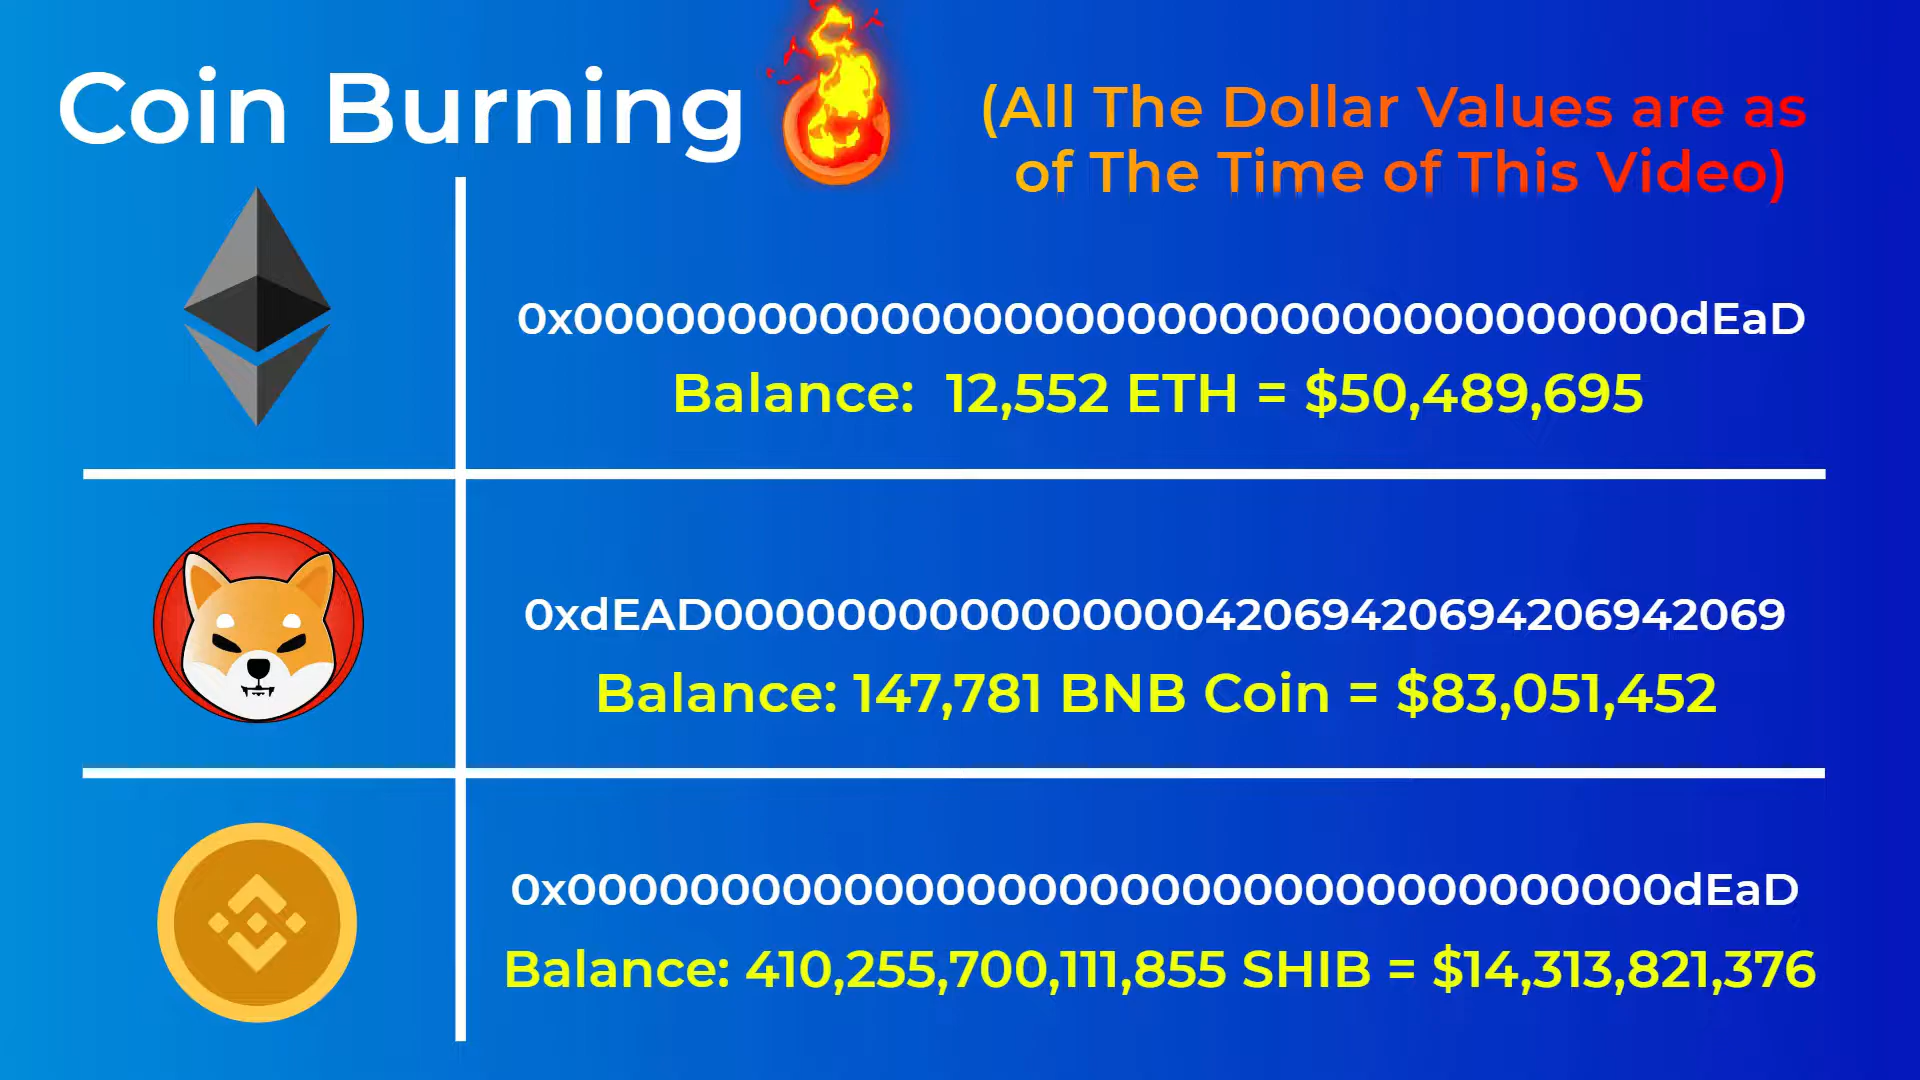 Coin Burning
(All The Dollar Values are as
of The Time of This Video)
0x000000000000000000000000000000000000dEaD
Balance: 12,552 ETH = $50,489,695
0xdEAD000000000000000042069420694206942069
Balance: 147,781 BNB Coin = $83,051,452
0x000000000000000000000000000000000000dEaD
Balance: 410,255,700,111,855 SHIB = $14,313,821,376